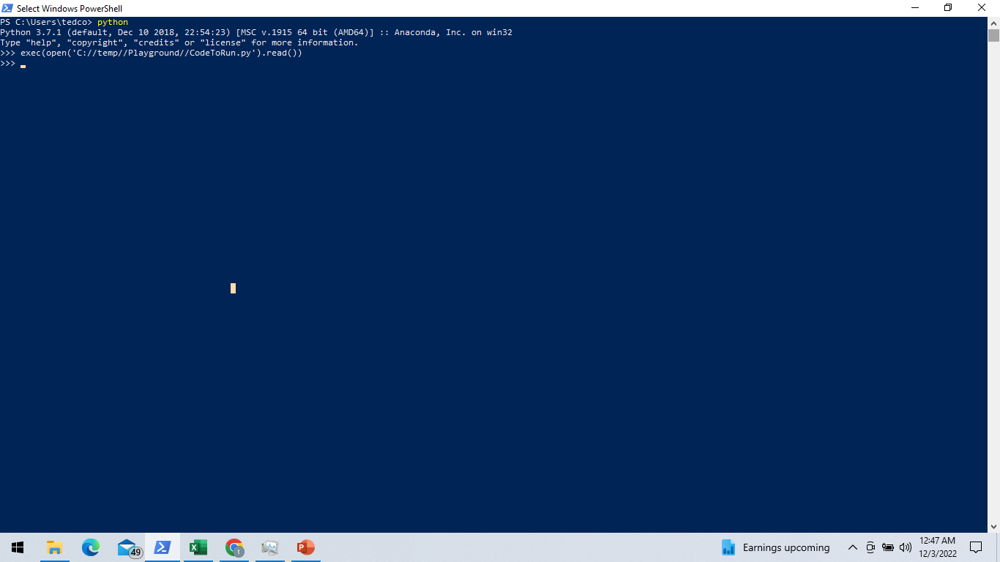 Select Windows PowerShell
PS C:\Users\tedco> python
Python 3.7.1 (default, Dec 10 2018, 22:54:23) [MSC v.1915 64 bit (AMD64)] :: Anaconda, Inc. on win32
Type "help", "copyright", "credits" or "license" for more information.
>>> exec(open('C://temp//Playground//CodeToRun.py').read())
>>>
49
t
P
Earnings upcoming
12:47 AM
12/3/2022